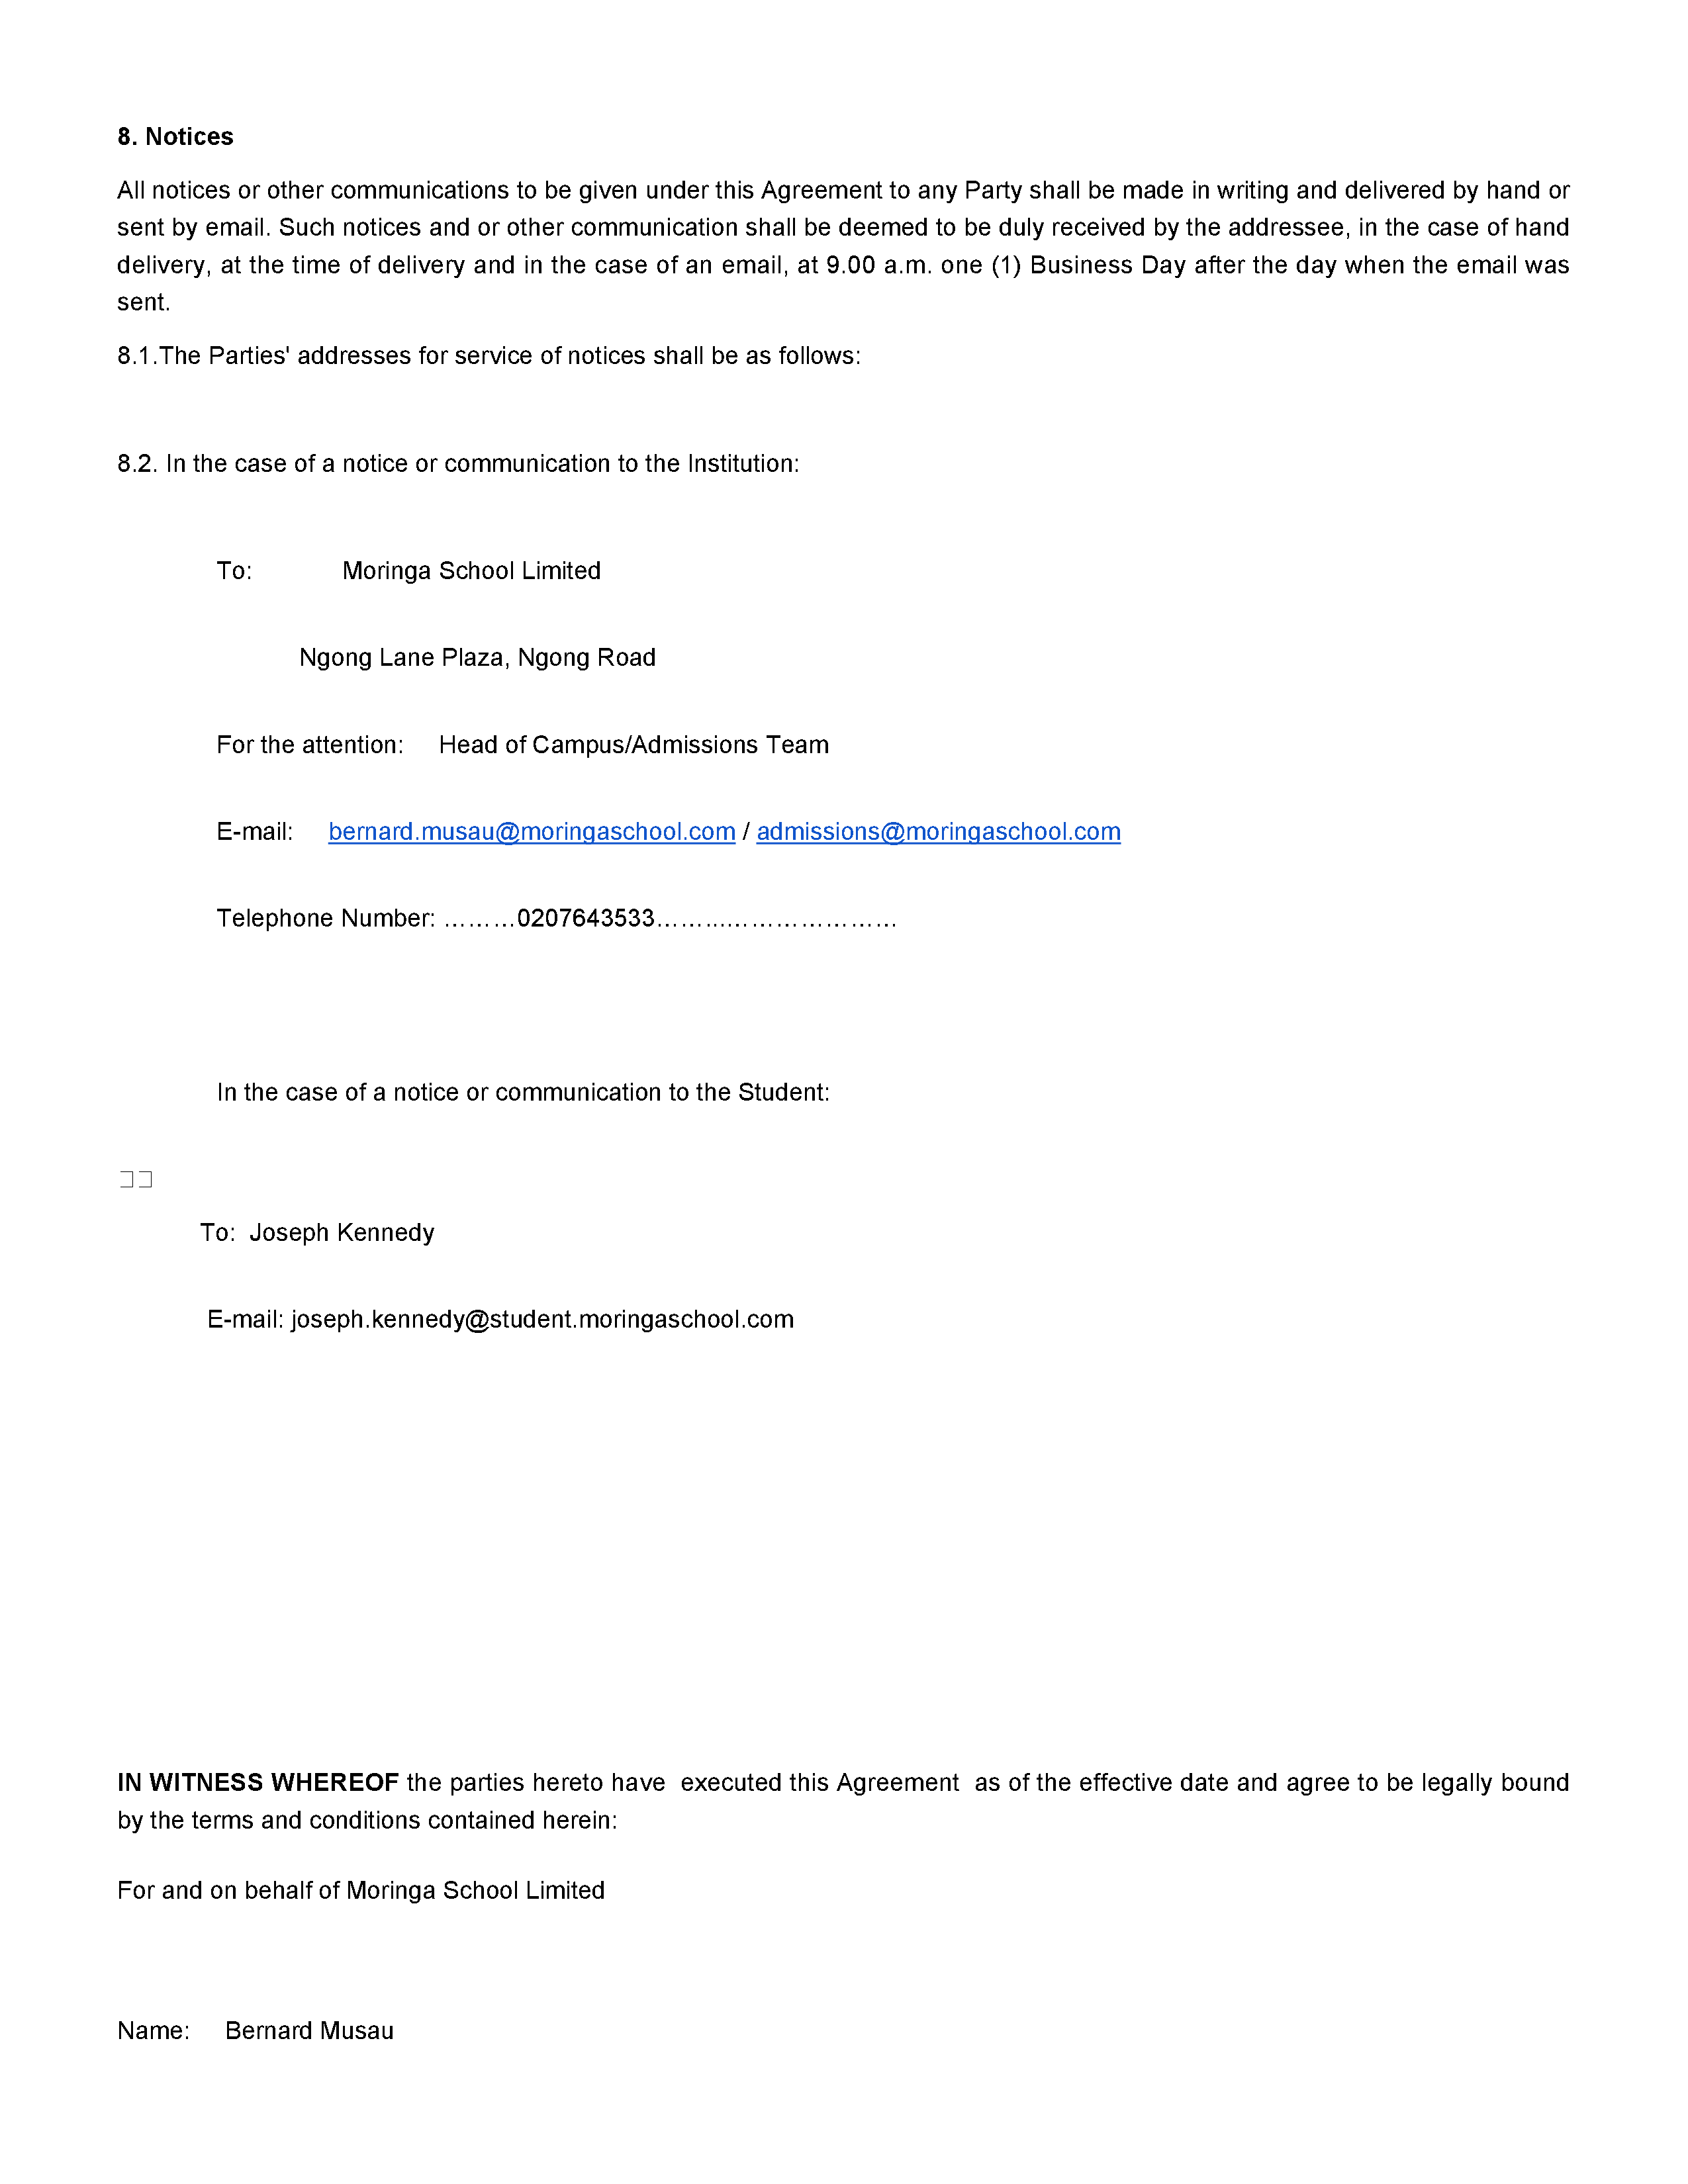 8. Notices
All notices or other communications to be given under this Agreement to any Party shall be made in writing and delivered by hand or
sent by email. Such notices and or other communication shall be deemed to be duly received by the addressee, in the case of hand
delivery, at the time of delivery and in the case of an email, at 9.00 a.m. one (1) Business Day after the day when the email was
sent.
8.1.The Parties' addresses for service of notices shall be as follows:
8.2. In the case of a notice or communication to the Institution:
To: Moringa School Limited
Ngong Lane Plaza, Ngong Road
For the attention: Head of Campus/Admissions Team
E-mail: bernard.musau@moringaschool.com / admissions@moringaschool.com
Telephone Number: ………0207643533…….…………………….
In the case of a notice or communication to the Student:
To: Joseph Kennedy
E-mail: joseph.kennedy@student.moringaschool.com
IN WITNESS WHEREOF the parties hereto have executed this Agreement as of the effective date and agree to be legally bound
by the terms and conditions contained herein:
For and on behalf of Moringa School Limited
Name: Bernard Musau